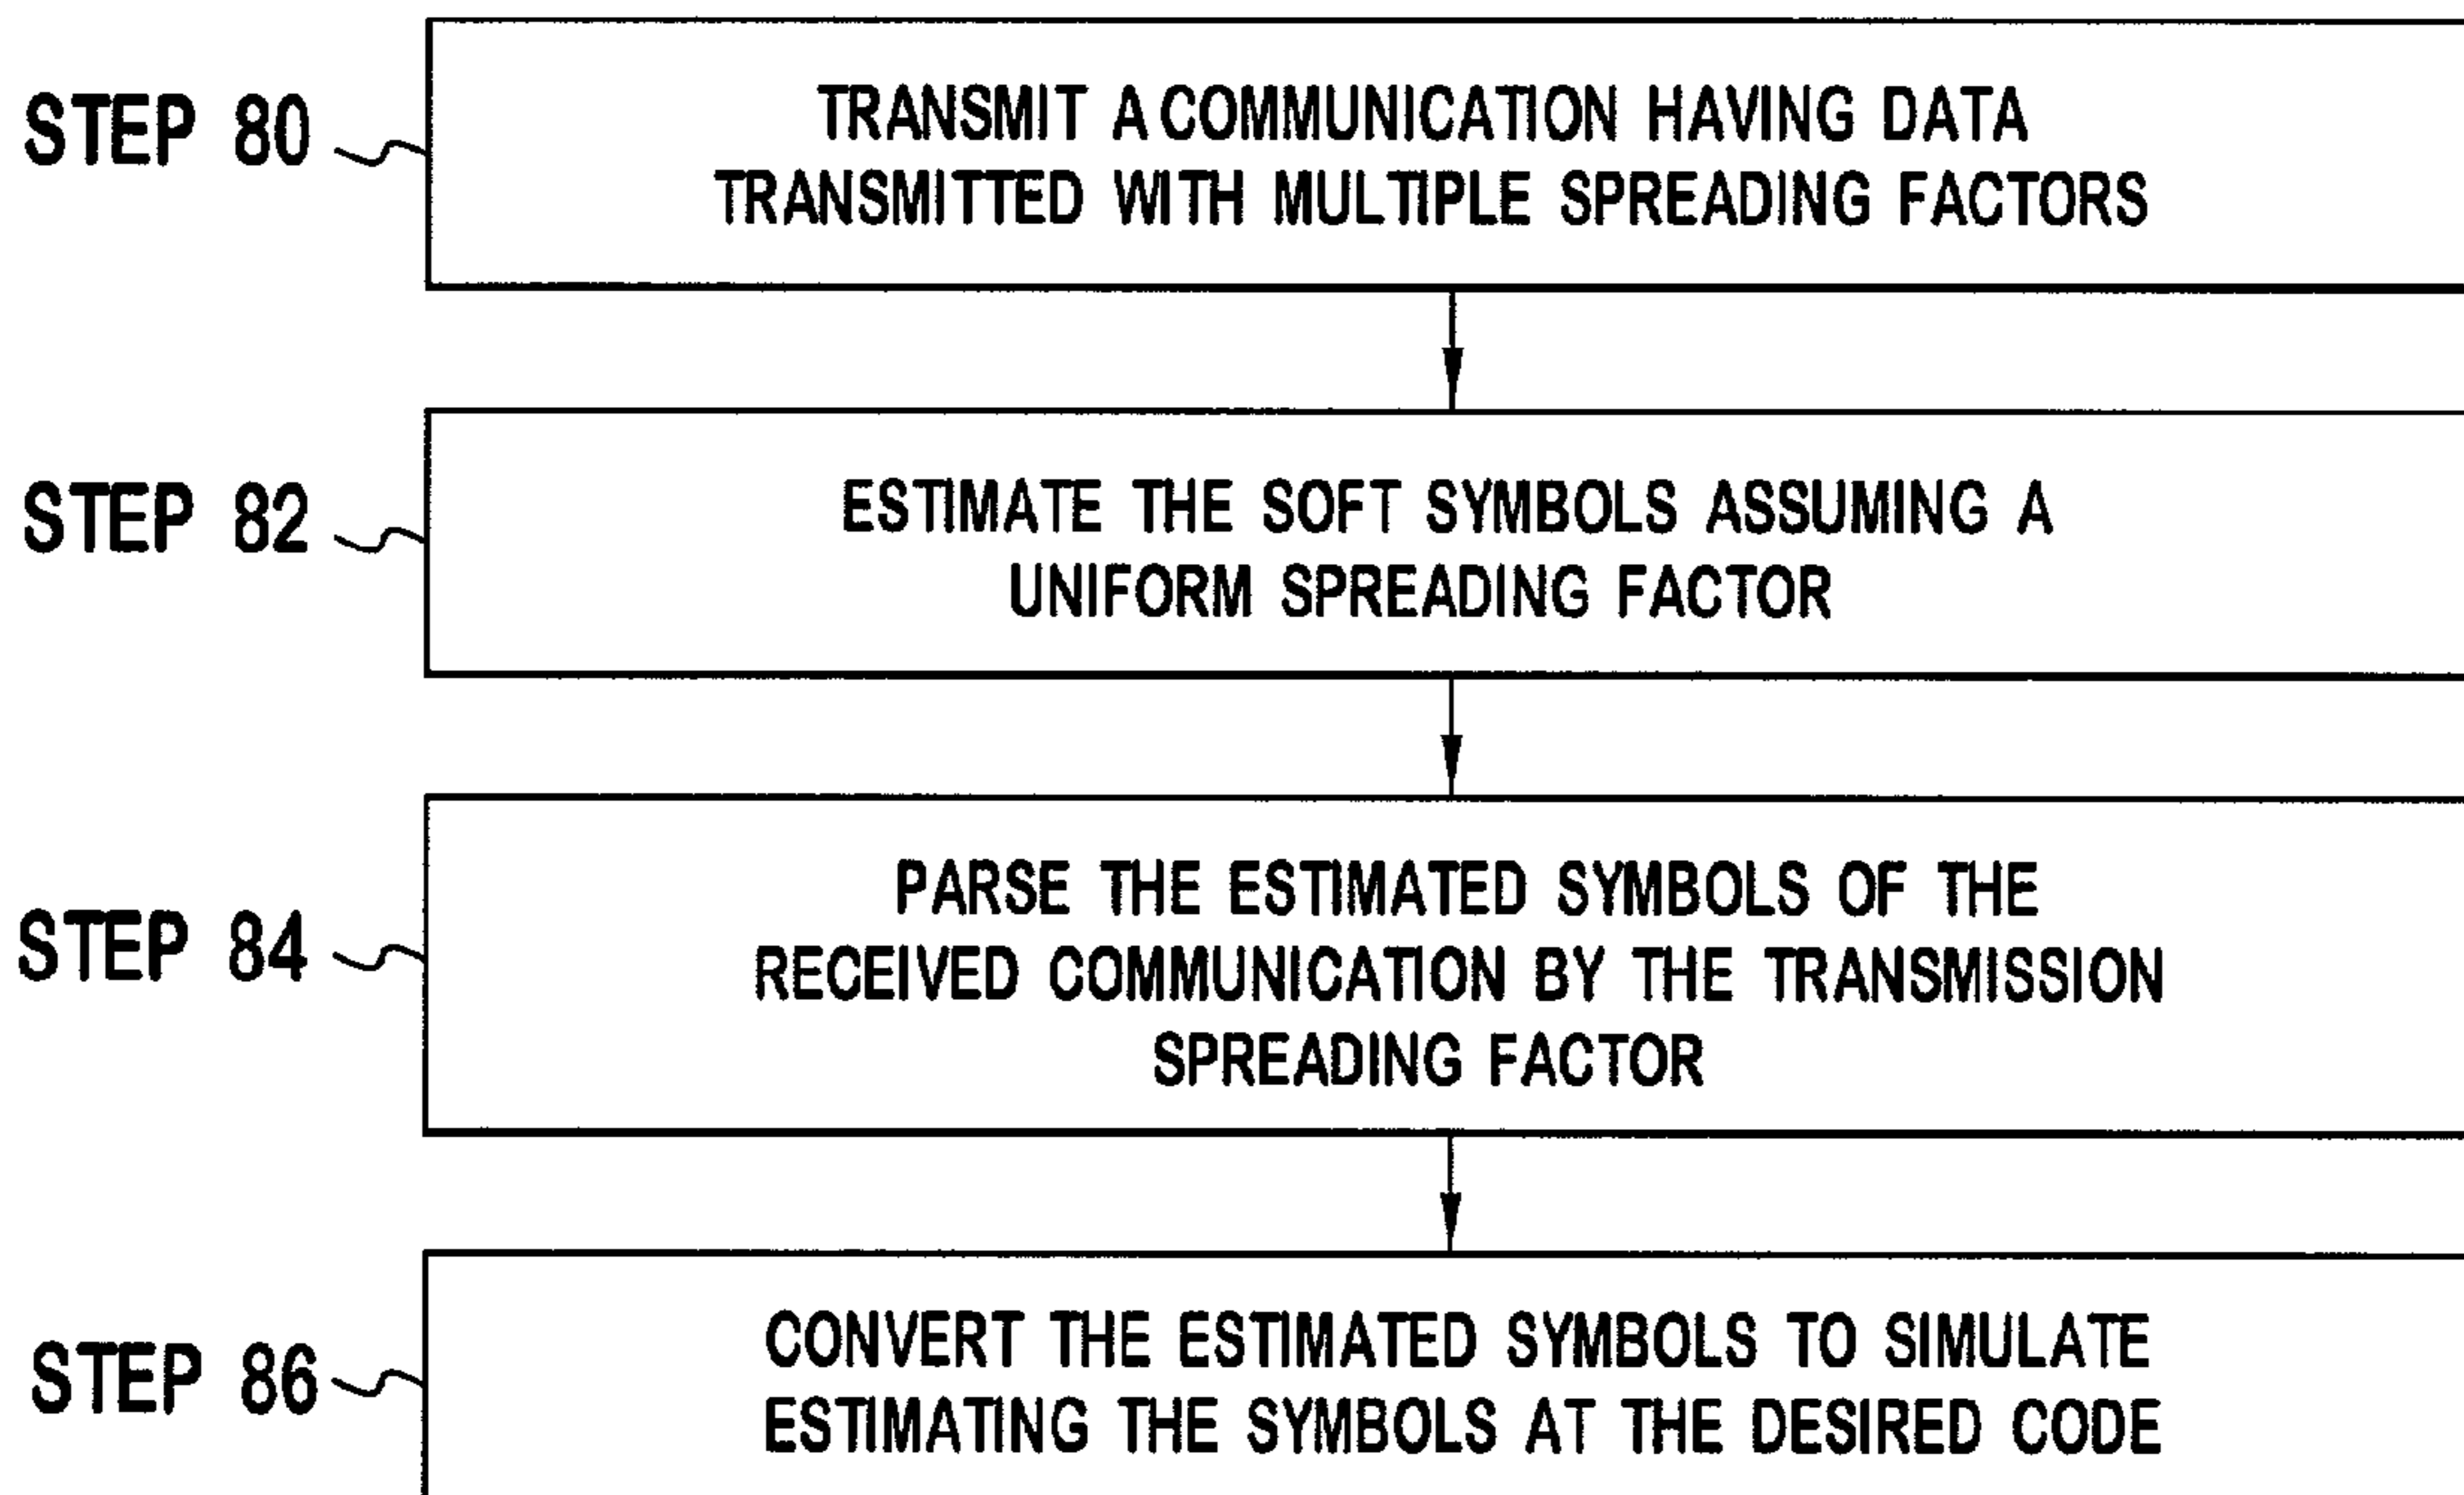 STEP 80
TRANSMIT A COMMUNICATION HAVING DATA
TRANSMITTED WITH MULTIPLE SPREADING FACTORS
STEP 82
ESTIMATE THE SOFT SYMBOLS ASSUMING A
UNIFORM SPREADING FACTOR
STEP 84
PARSE THE ESTIMATED SYMBOLS OF THE
RECEIVED COMMUNICATION BY THE TRANSMISSION
SPREADING FACTOR
STEP 86
CONVERT THE ESTIMATED SYMBOLS TO SIMULATE
ESTIMATING THE SYMBOLS AT THE DESIRED CODE